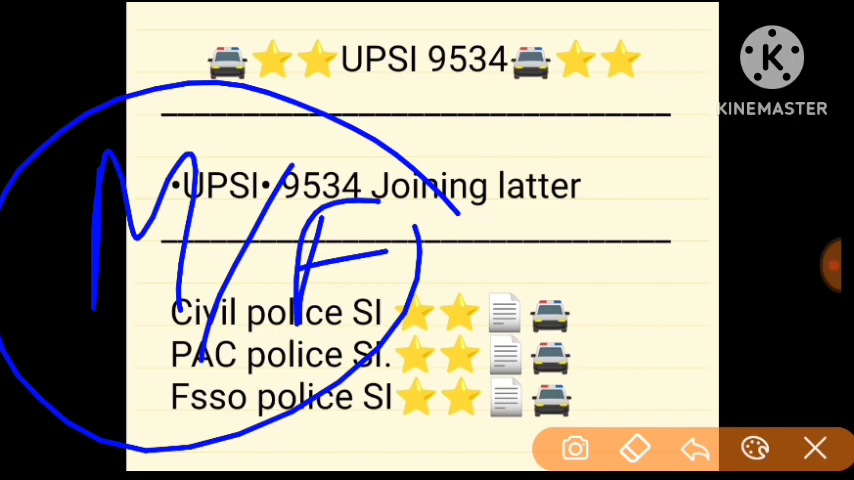 UPSI 9534
KINEMASTER
•UPSI• 9534 Joining latter
M/F
Civil police SI
PAC police SI.
Fsso police SI